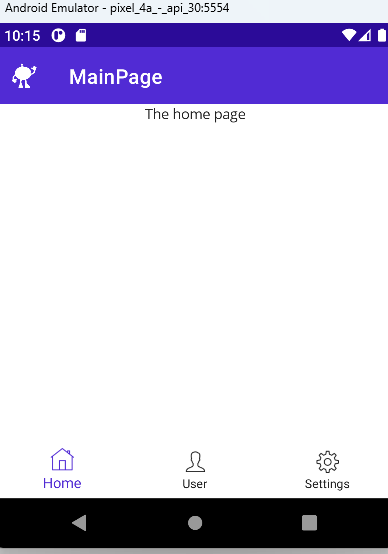 Android Emulator - pixel_4a_-_api_30:5554
10:15
MainPage
The home page
Home
User
Settings